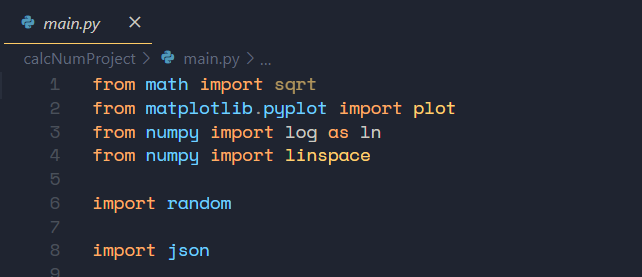 main.py ×
calcNumProject > main.py > ...
1 from math import sqrt
2 from matplotlib.pyplot import plot
3 from numpy import log as ln
4 from numpy import linspace
5
6 import random
7
8 import json
9